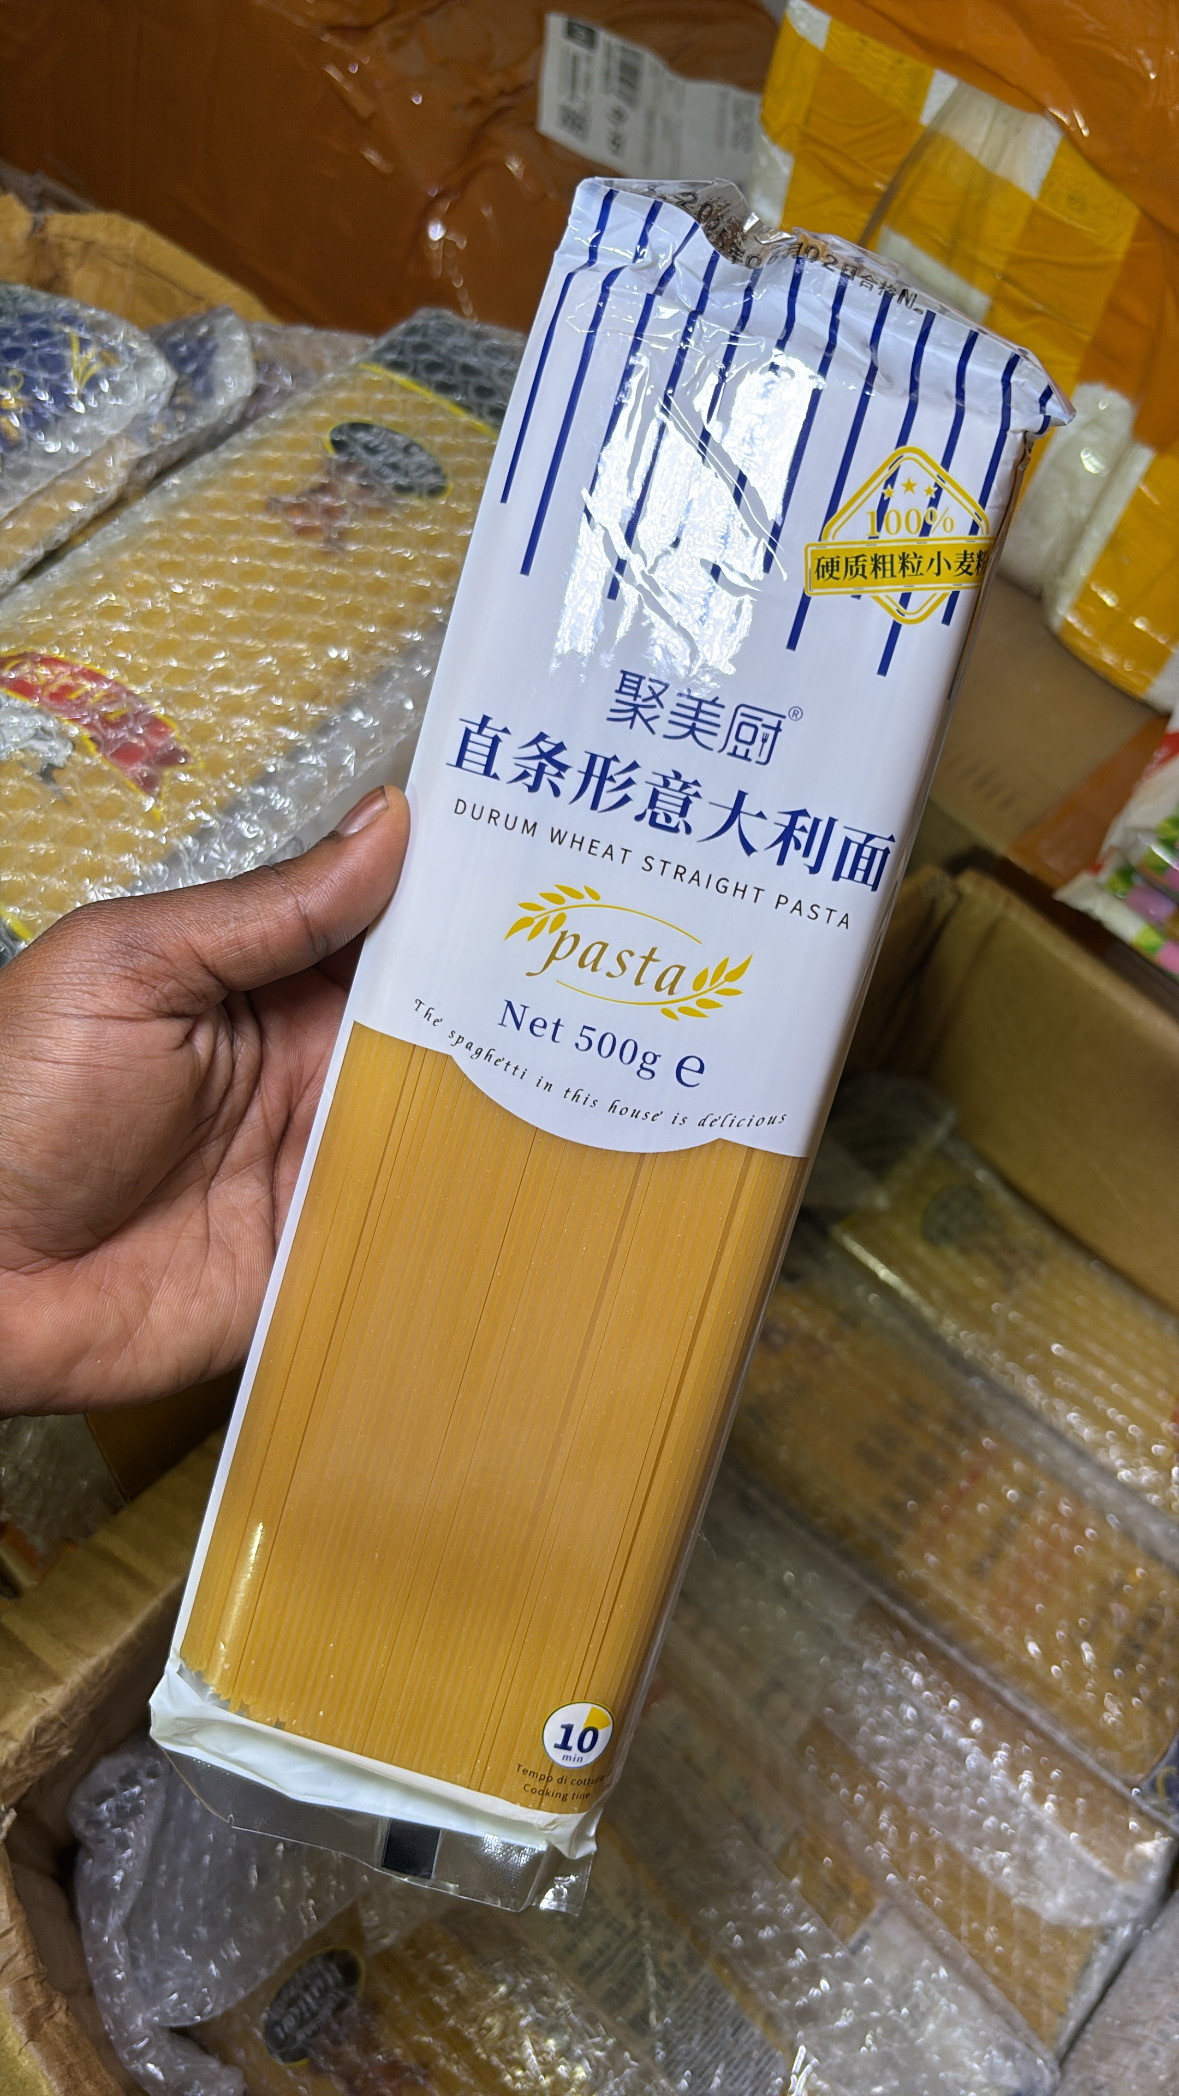 100%
硬质粗粒小麦粉
聚美厨®
直条形意大利面
DURUM WHEAT STRAIGHT PASTA
pasta
Net 500g e
The spaghetti in this house is delicious
10
min
Tempo di cottura
Cooking time